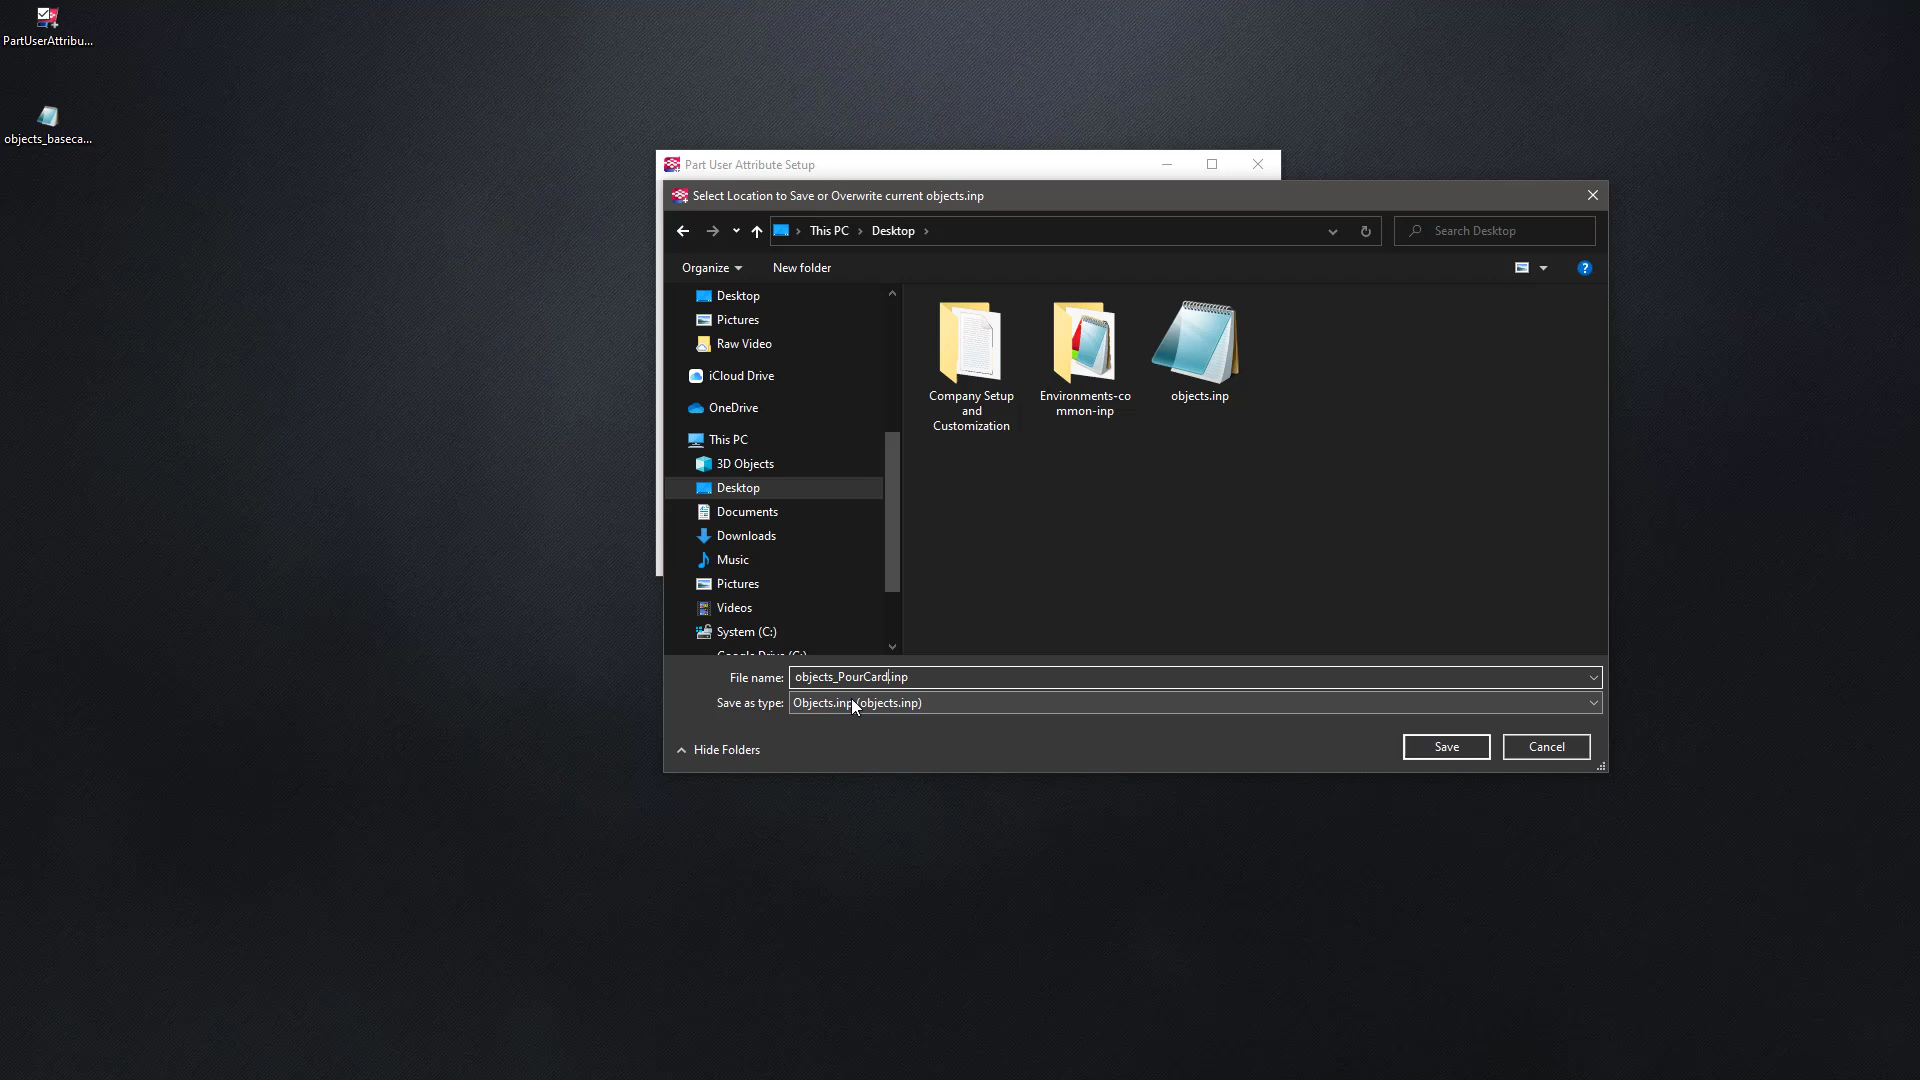 PartUserAttribu...
objects_baseca...
Part User Attribute Setup
Select Location to Save or Overwrite current objects.inp
This PC
Desktop
Search Desktop
Organize
New folder
Desktop
Pictures
Raw Video
iCloud Drive
OneDrive
This PC
3D Objects
Desktop
Documents
Downloads
Music
Pictures
Videos
System (C:)
Company Setup
and
Customization
Environments-co
mmon-inp
objects.inp
File name:
objects_PourCard.inp
Save as type:
Objects.inp (objects.inp)
Hide Folders
Save
Cancel